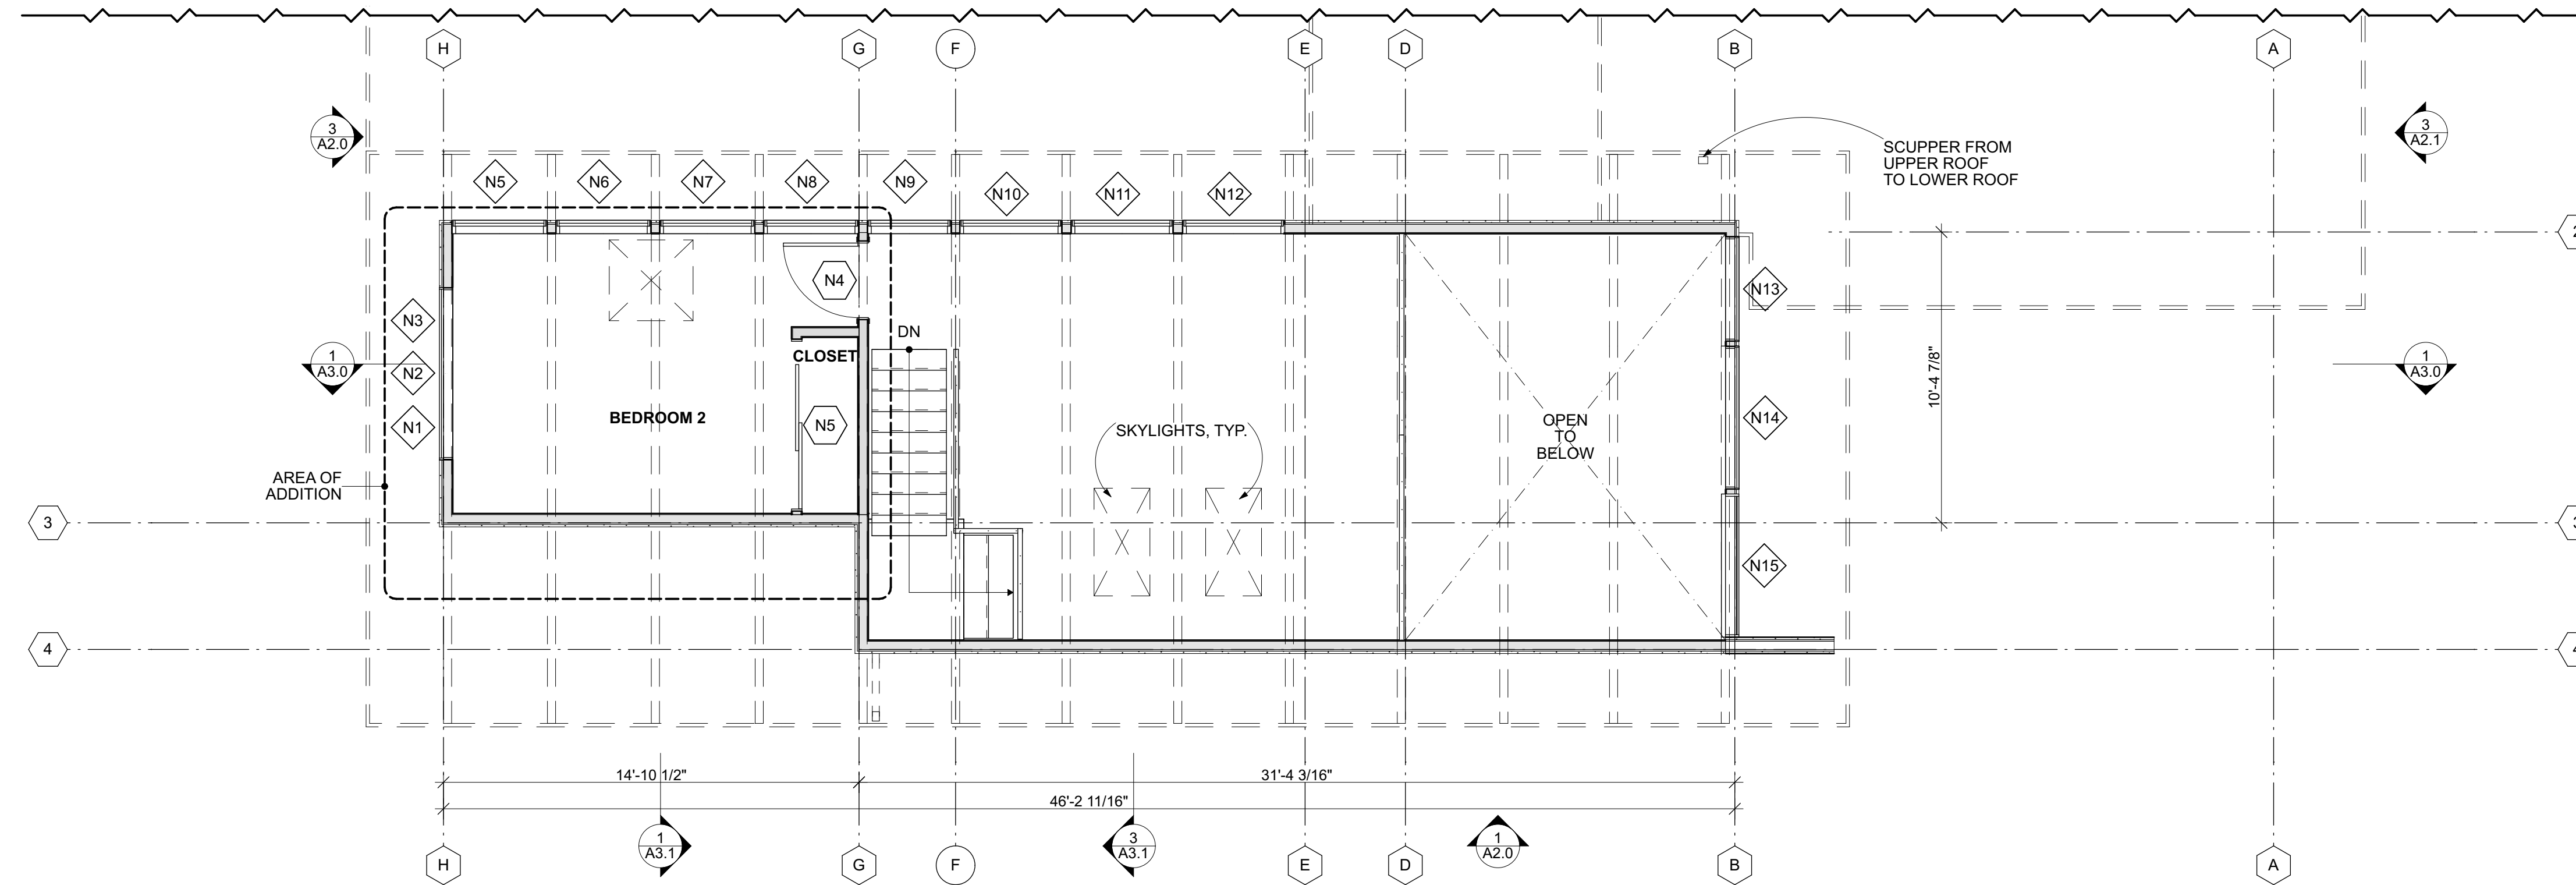 H
G
F
E
D
B
A
3
A2.0
3
A2.1
SCUPPER FROM
UPPER ROOF
TO LOWER ROOF
N5
N6
N7
N8
N9
N10
N11
N12
2
N4
N13
N3
DN
CLOSET
1
A3.0
N2
10'-4 7/8"
1
A3.0
BEDROOM 2
N1
N5
SKYLIGHTS, TYP.
OPEN
TO
BELOW
N14
AREA OF
ADDITION
3
3
N15
4
4
14'-10 1/2"
31'-4 3/16"
46'-2 11/16"
1
A3.1
3
A3.1
1
A2.0
H
G
F
E
D
B
A